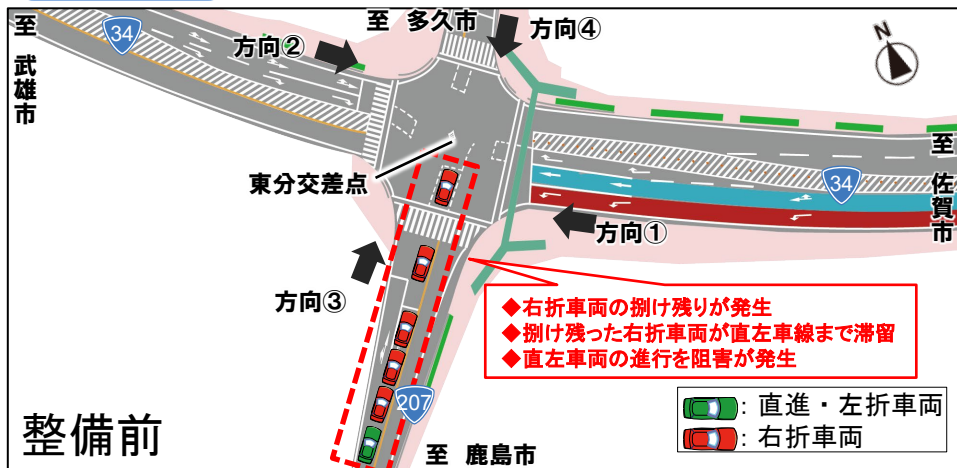 至 武雄市
34
方向②
至 多久市
方向④
N
東分交差点
至 佐賀市
34
方向①
方向③
◆右折車両の捌け残りが発生
◆捌け残った右折車両が直左車線まで滞留
◆直左車両の進行を阻害が発生
207
整備前
至 鹿島市
: 直進・左折車両
: 右折車両